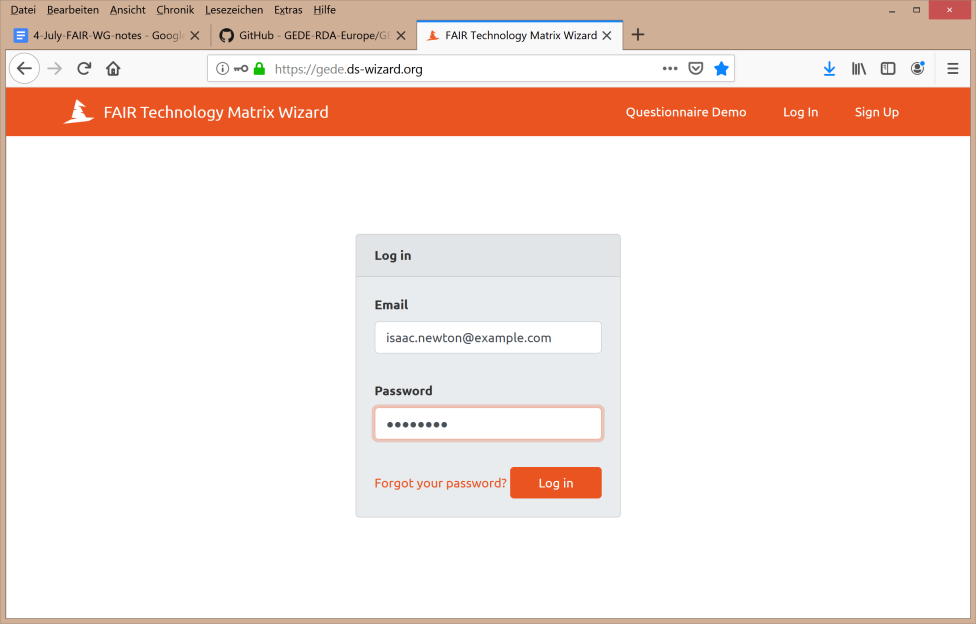 Datei Bearbeiten Ansicht Chronik Lesezeichen Extras Hilfe
4-July-FAIR-WG-notes - Google
GitHub - GEDE-RDA-Europe/GE
FAIR Technology Matrix Wizard
https://gede.ds-wizard.org
FAIR Technology Matrix Wizard
Questionnaire Demo
Log In
Sign Up
Log in
Email
isaac.newton@example.com
Password
Forgot your password?
Log in